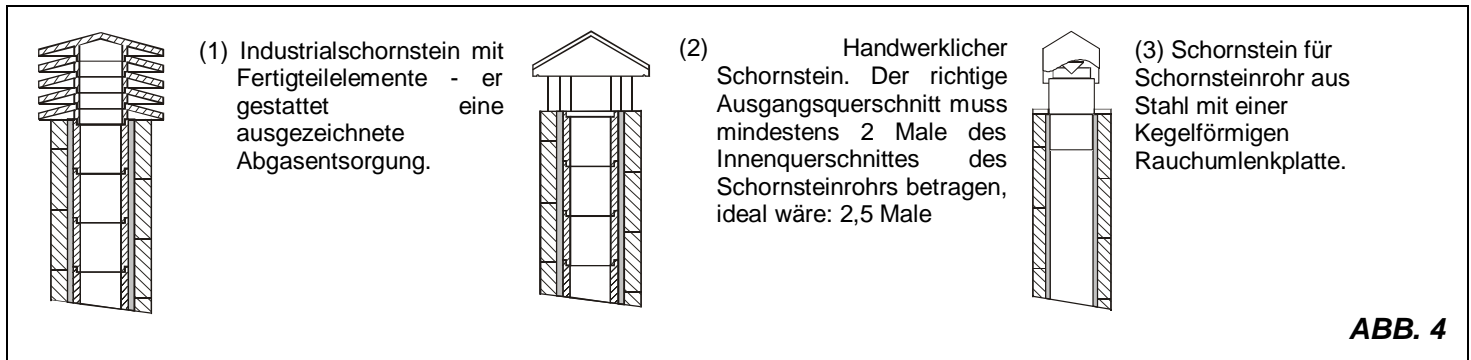 (1) Industrialschornstein mit
Fertigteilelemente - er
gestattet eine
ausgezeichnete
Abgasentsorgung.
(2) Handwerklicher
Schornstein. Der richtige
Ausgangsquerschnitt muss
mindestens 2 Male des
Innenquerschnittes des
Schornsteinrohrs betragen,
ideal wäre: 2,5 Male
(3) Schornstein für
Schornsteinrohr aus
Stahl mit einer
Kegelförmigen
Rauchumlenkplatte.
ABB. 4